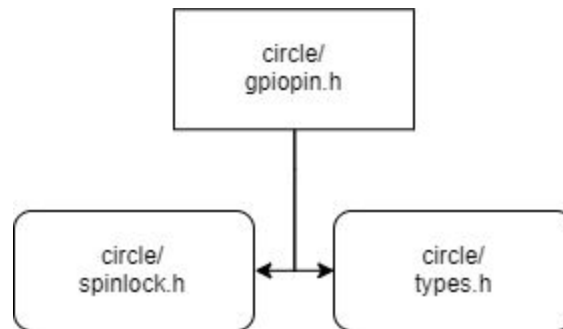 circle/
gpiopin.h
circle/
spinlock.h
circle/
types.h